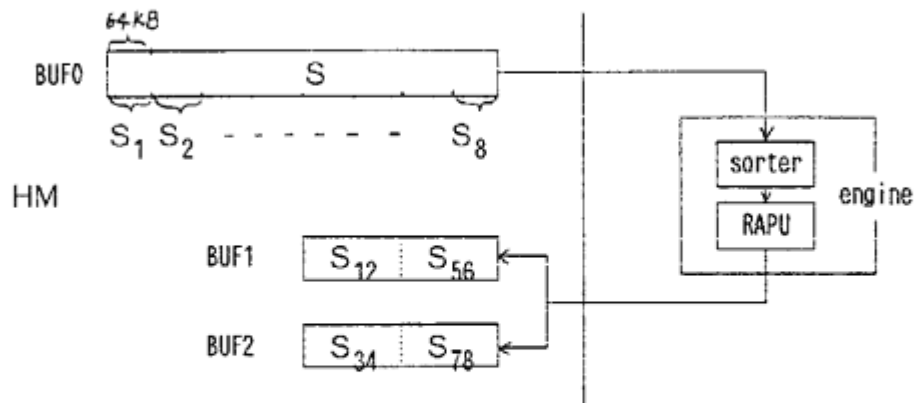 64KB
BUF0 S
S1 S2 - - - - - - S8
sorter
engine
RAPU
HM
BUF1 S12 S56
BUF2 S34 S78